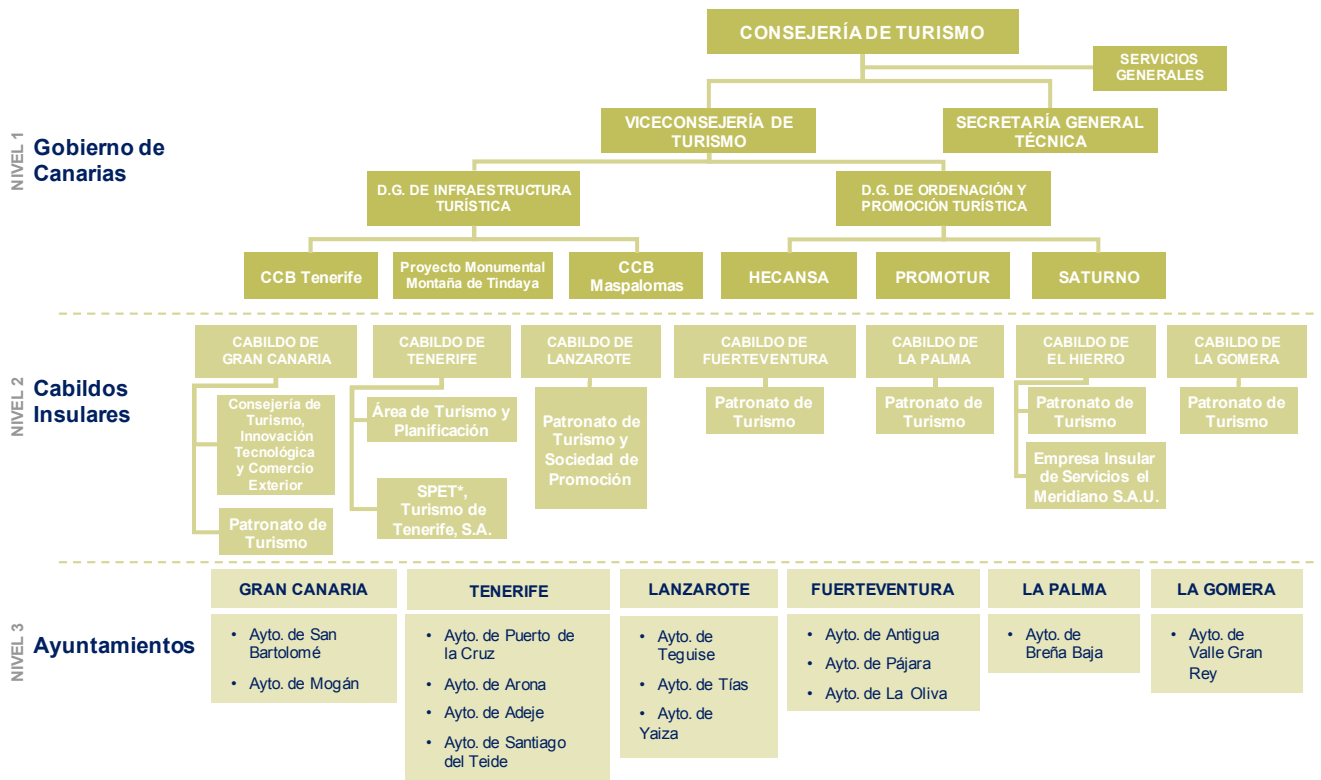 CONSEJERÍA DE TURISMO
SERVICIOS
GENERALES
VICECONSEJERÍA DE
TURISMO
SECRETARÍA GENERAL
TÉCNICA
NIVEL 1
Gobierno de
Canarias
D.G. DE INFRAESTRUCTURA
TURÍSTICA
D.G. DE ORDENACIÓN Y
PROMOCIÓN TURÍSTICA
CCB Tenerife
Proyecto Monumental
Montaña de Tindaya
CCB
Maspalomas
HECANSA
PROMOTUR
SATURNO
NIVEL 2
Cabildos
Insulares
CABILDO DE
GRAN CANARIA
CABILDO DE
TENERIFE
CABILDO DE
LANZAROTE
CABILDO DE
FUERTEVENTURA
CABILDO DE
LA PALMA
CABILDO DE
EL HIERRO
CABILDO DE
LA GOMERA
Consejería de
Turismo,
Innovación
Tecnológica
y Comercio
Exterior
Patronato de
Turismo
Área de Turismo y
Planificación
SPET*,
Turismo de
Tenerife, S.A.
Patronato de
Turismo y
Sociedad de
Promoción
Patronato de
Turismo
Patronato de
Turismo
Patronato de
Turismo
Empresa Insular
de Servicios el
Meridiano S.A.U.
Patronato de
Turismo
NIVEL 3
Ayuntamientos
GRAN CANARIA
• Ayto. de San
Bartolomé
• Ayto. de Mogán
TENERIFE
• Ayto. de Puerto de
la Cruz
• Ayto. de Arona
• Ayto. de Adeje
• Ayto. de Santiago
del Teide
LANZAROTE
• Ayto. de
Teguise
• Ayto. de Tías
• Ayto. de
Yaiza
FUERTEVENTURA
• Ayto. de Antigua
• Ayto. de Pájara
• Ayto. de La Oliva
LA PALMA
• Ayto. de
Breña Baja
LA GOMERA
• Ayto. de
Valle Gran
Rey